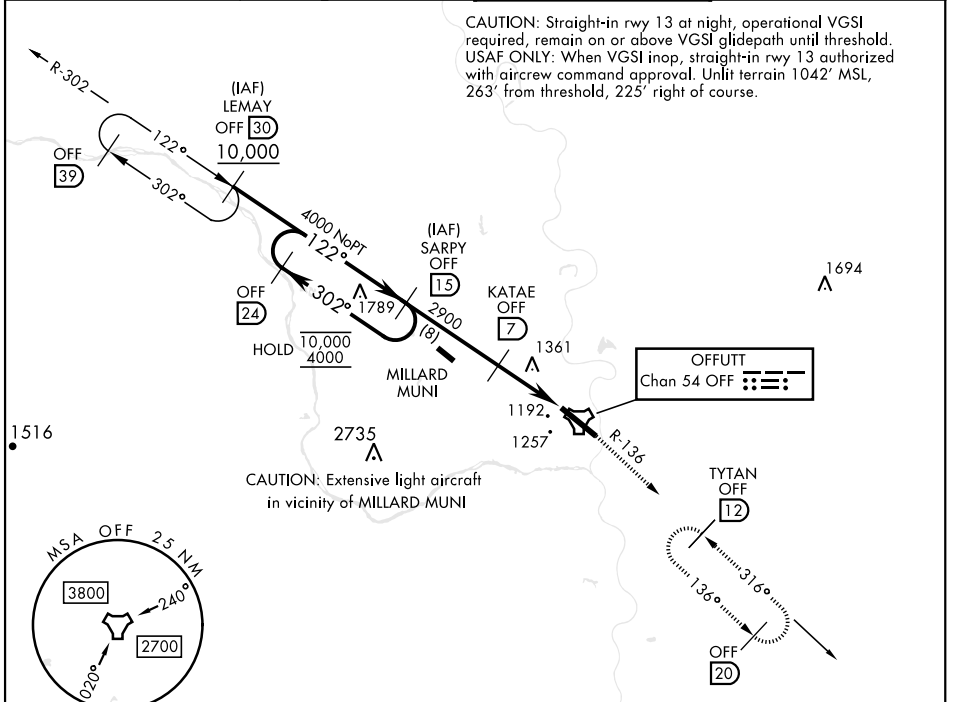 CAUTION: Straight-in rwy 13 at night, operational VGSI
required, remain on or above VGSI glidepath until threshold.
USAF ONLY: When VGSI inop, straight-in rwy 13 authorized
with aircrew command approval. Unlit terrain 1042' MSL,
263' from threshold, 225' right of course.
R-302
(IAF)
LEMAY
OFF 30
10,000
122°
302°
OFF
39
4000 NoPT
122°
302°
OFF
24
1789
HOLD
10,000
4000
(IAF)
SARPY
OFF
15
2900
(8)
KATAE
OFF
7
MILLARD
MUNI
1361
1694
OFFUTT
Chan 54 OFF
1192
1257
R-136
1516
2735
CAUTION: Extensive light aircraft
in vicinity of MILLARD MUNI
TYTAN
OFF
12
316°
136°
OFF
20
MSA OFF 25 NM
3800
240°
2700
020°